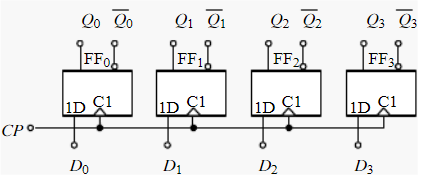 Q₀ Q̅₀ Q₁ Q̅₁ Q₂ Q̅₂ Q₃ Q̅₃
FF₀ FF₁ FF₂ FF₃
1D C1 1D C1 1D C1 1D C1
CP
D₀ D₁ D₂ D₃